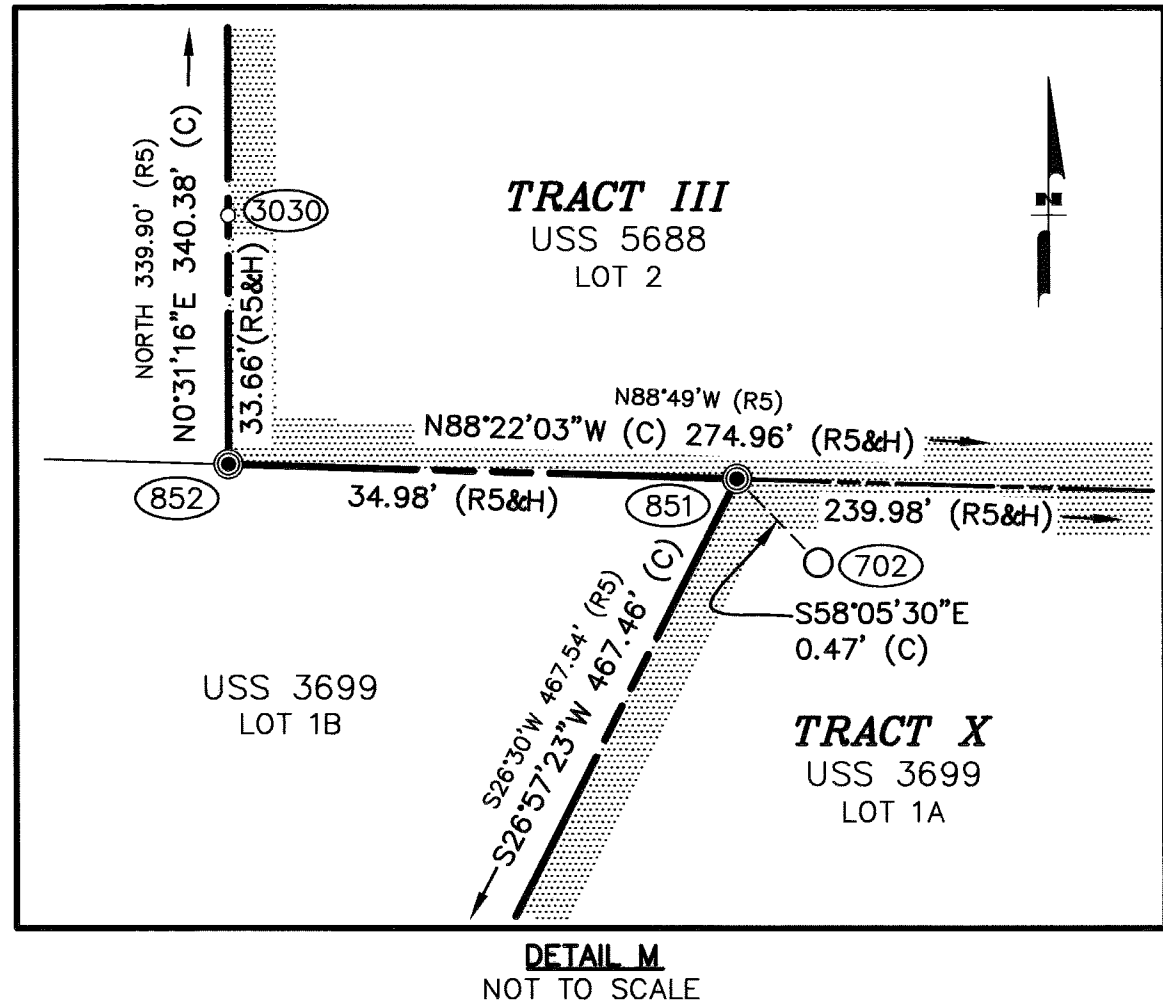 NORTH 339.90' (R5)
N0°31'16"E 340.38' (C)
33.66'(R5&H)
3030
TRACT III
USS 5688
LOT 2
N
N88°49'W (R5)
N88°22'03"W (C) 274.96' (R5&H)
852
34.98' (R5&H)
851
239.98' (R5&H)
702
S58°05'30"E
0.47' (C)
S26°30'W 467.54' (R5)
S26°57'23"W 467.46' (C)
USS 3699
LOT 1B
TRACT X
USS 3699
LOT 1A
DETAIL M
NOT TO SCALE